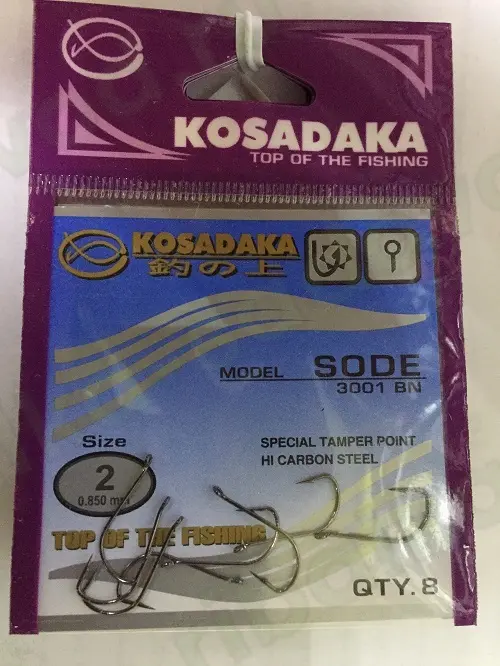 KOSADAKA
TOP OF THE FISHING
KOSADAKA
釣の上
MODEL SODE
3001 BN
Size
2
0.850 mm
SPECIAL TAMPER POINT
HI CARBON STEEL
TOP OF THE FISHING
QTY. 8